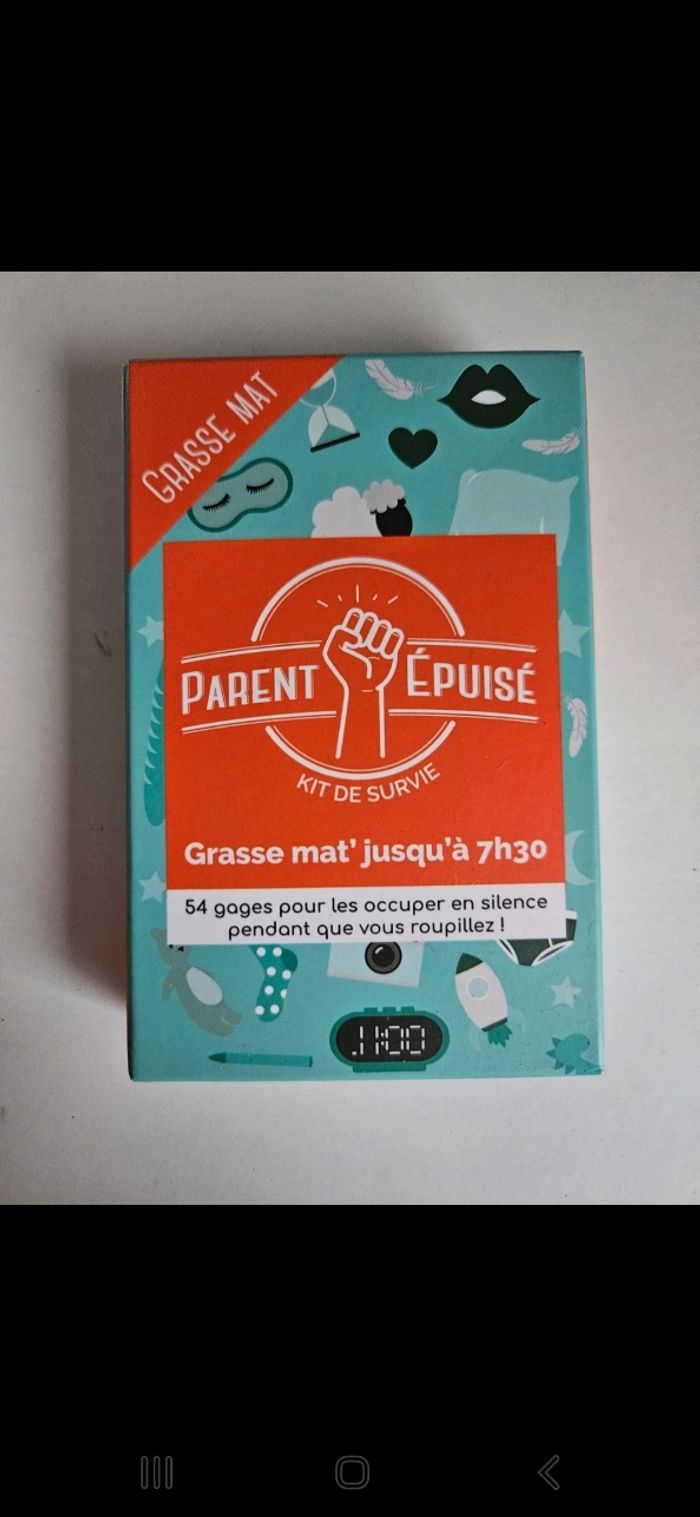 GRASSE MAT
PARENT ÉPUISÉ
KIT DE SURVIE
Grasse mat' jusqu'à 7h30
54 gages pour les occuper en silence
pendant que vous roupillez !
11:00